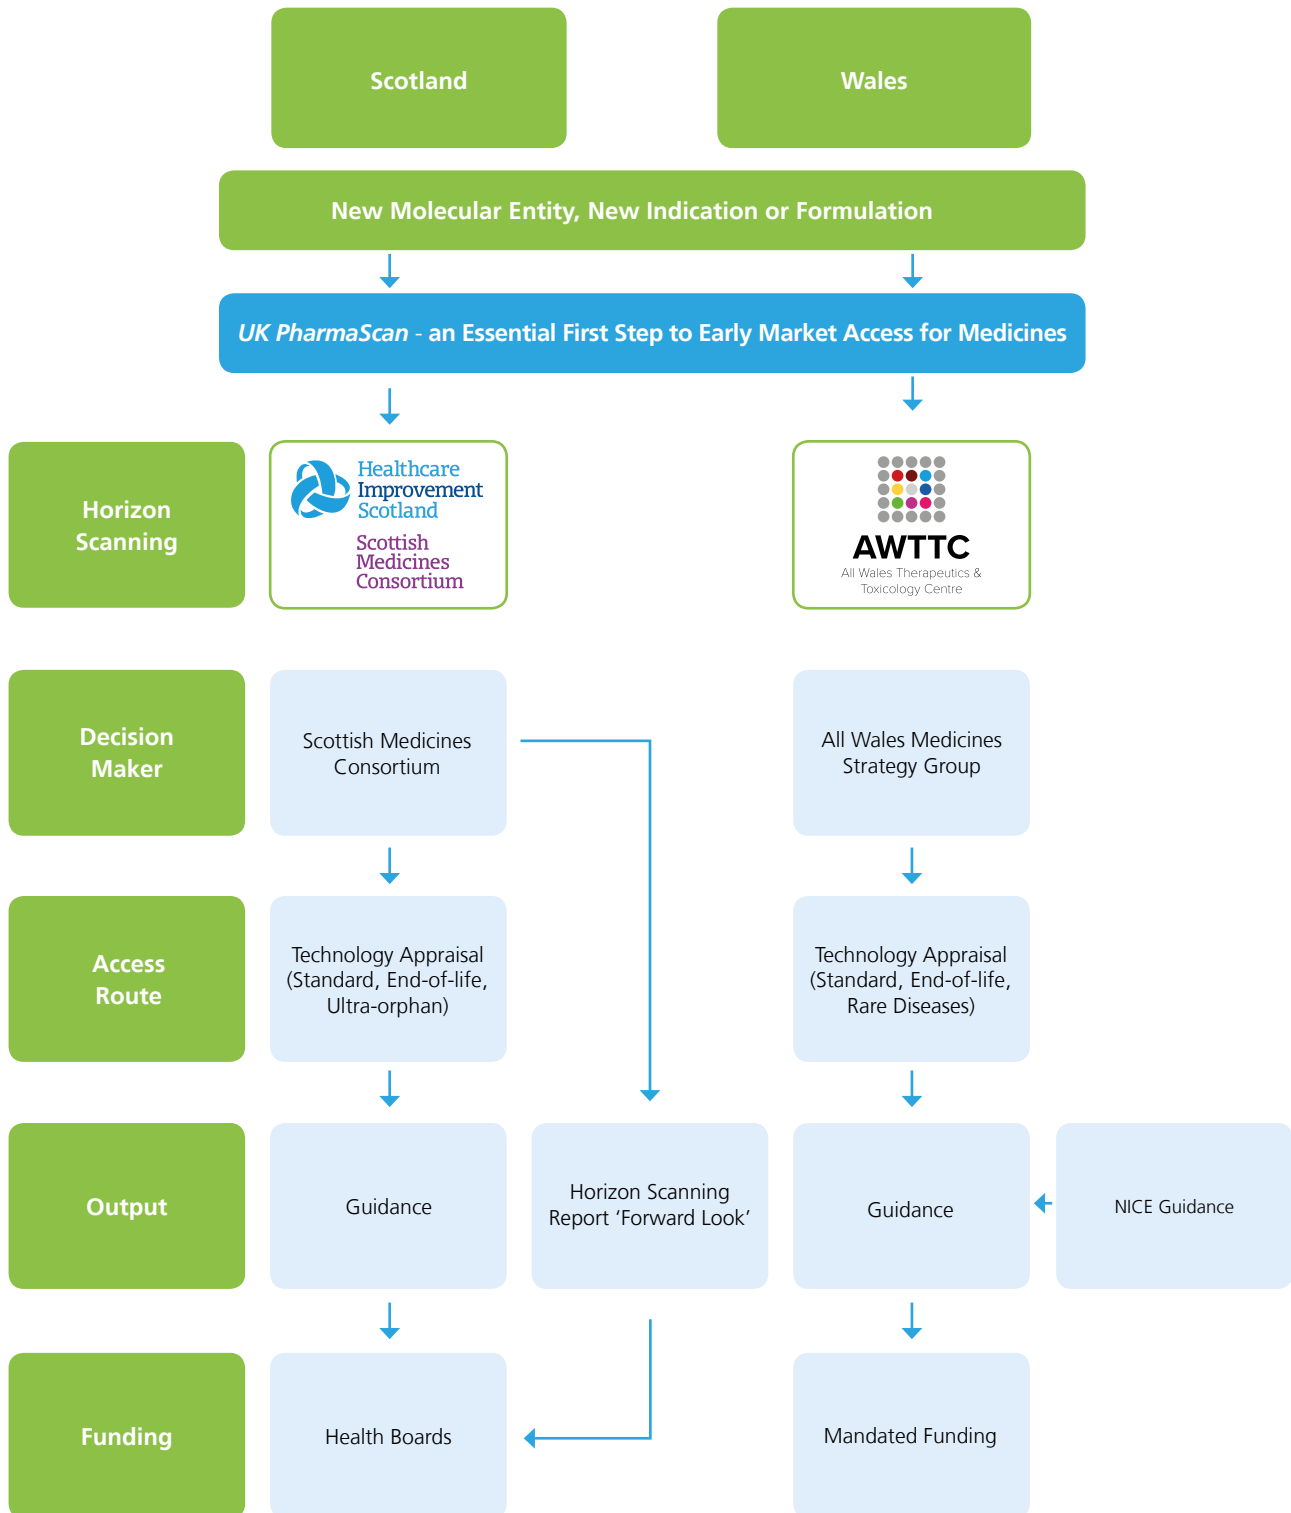 Scotland
Wales
New Molecular Entity, New Indication or Formulation
UK PharmaScan - an Essential First Step to Early Market Access for Medicines
Horizon
Scanning
Healthcare
Improvement
Scotland
Scottish
Medicines
Consortium
AWTTC
All Wales Therapeutics &
Toxicology Centre
Decision
Maker
Scottish Medicines
Consortium
All Wales Medicines
Strategy Group
Access
Route
Technology Appraisal
(Standard, End-of-life,
Ultra-orphan)
Technology Appraisal
(Standard, End-of-life,
Rare Diseases)
Output
Guidance
Horizon Scanning
Report ‘Forward Look’
Guidance
NICE Guidance
Funding
Health Boards
Mandated Funding